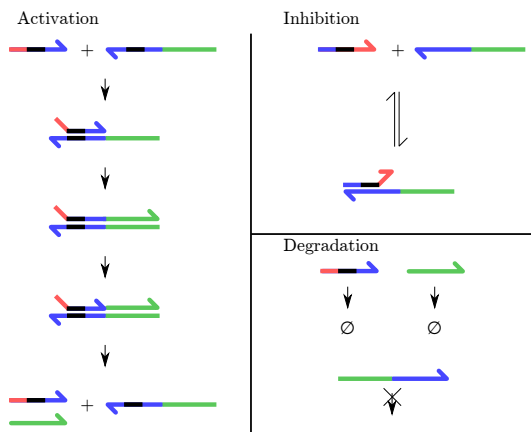 Activation
+
+
Inhibition
+
Degradation
∅ ∅